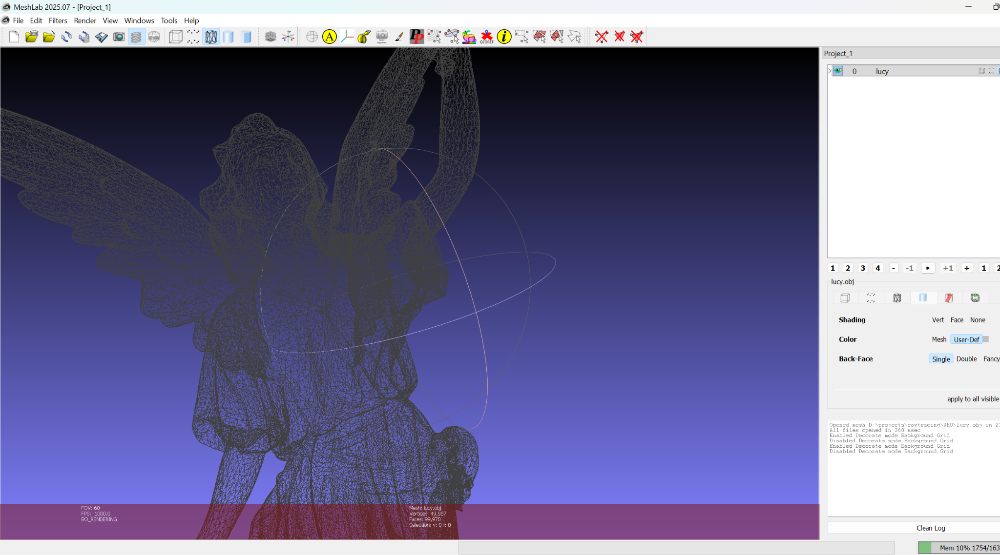 MeshLab 2025.07 - [Project_1]
File Edit Filters Render View Windows Tools Help
A
PP
GEOREF
i
Project_1
0 lucy
1 2 3 4 - -1 +1 + 1 2
lucy.obj
Shading Vert Face None
Color Mesh User-Def
Back-Face Single Double Fancy
apply to all visible
Opened mesh D:\projects\raytracing\WHO\lucy.obj in 27
All files opened in 280 msec
Enabled Decorate mode Background Grid
Disabled Decorate mode Background Grid
Enabled Decorate mode Background Grid
Disabled Decorate mode Background Grid
Clean Log
FOV: 60
FPS: 1000.0
BO_RENDERING
Mesh: lucy.obj
Vertices: 49,987
Faces: 99,970
Selection: v: 0 f: 0
Mem 10% 1754/163